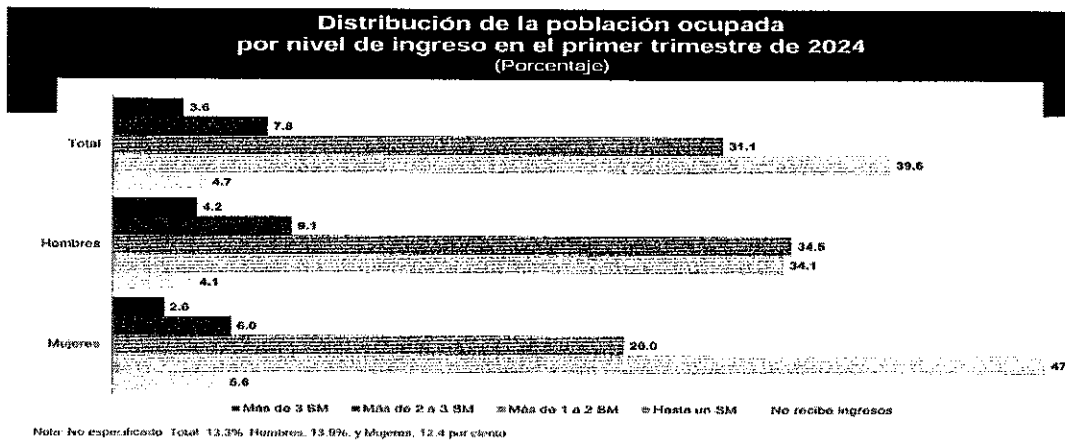 Distribución de la población ocupada
por nivel de ingreso en el primer trimestre de 2024
(Porcentaje)
3.6
7.8
Total
31.1
39.6
4.7
4.2
9.1
Hombres
34.5
34.1
4.1
2.6
6.0
Mujeres
26.0
47
5.6
Más de 3 SM Más de 2 a 3 SM Más de 1 a 2 SM Hasta un SM No recibe ingresos
Nota: No especificado Total 13.3% Hombres, 13.9%, y Mujeres, 12.4 por ciento